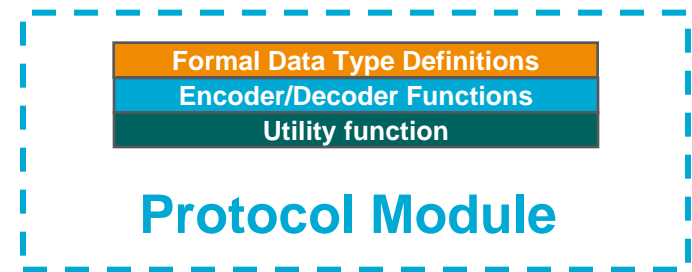 Formal Data Type Definitions
Encoder/Decoder Functions
Utility function
Protocol Module